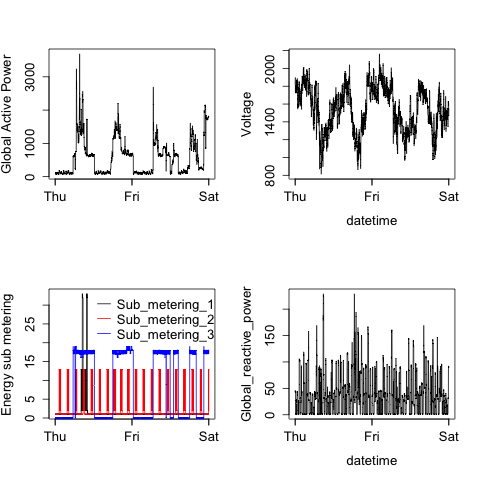 Global Active Power
0
1000
3000
Thu
Fri
Sat
Voltage
800
1400
2000
Thu
Fri
Sat
datetime
Energy sub metering
0
5
15
25
Sub_metering_1
Sub_metering_2
Sub_metering_3
Thu
Fri
Sat
Global_reactive_power
0
50
150
Thu
Fri
Sat
datetime